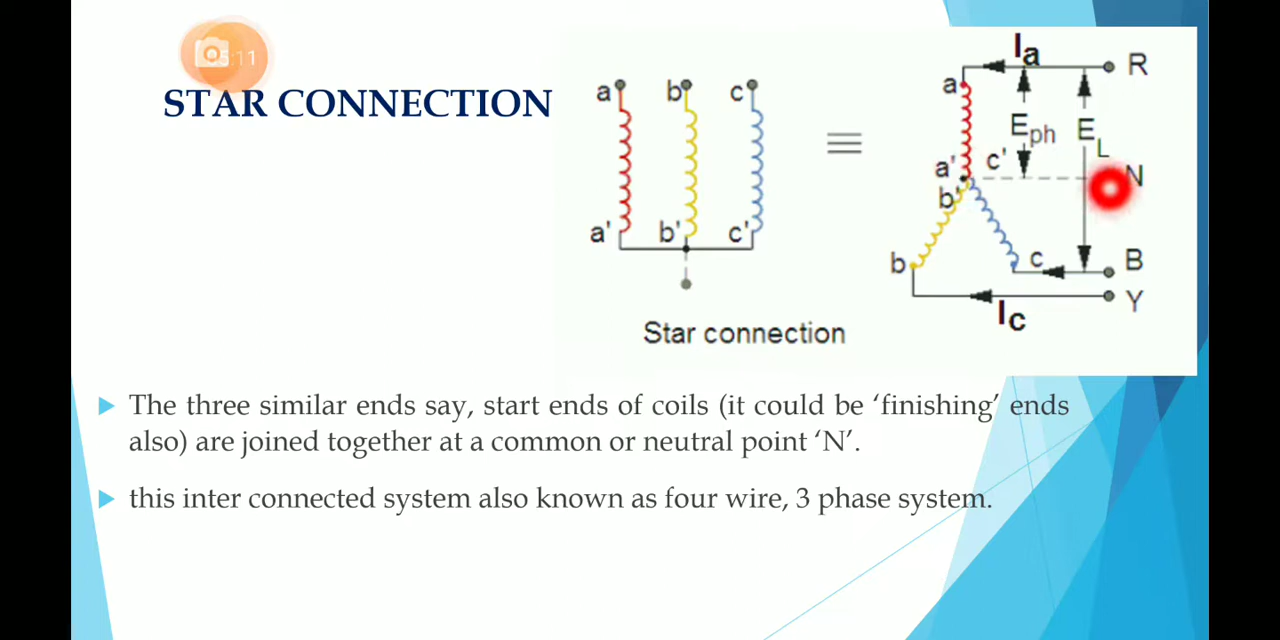 5:11
STAR CONNECTION
a b c
a' b' c'
Star connection
≡
Ia
R
a
Eph
EL
a' c'
N
b'
b
c
B
Y
Ic
The three similar ends say, start ends of coils (it could be ‘finishing’ ends
also) are joined together at a common or neutral point ‘N’.
this inter connected system also known as four wire, 3 phase system.